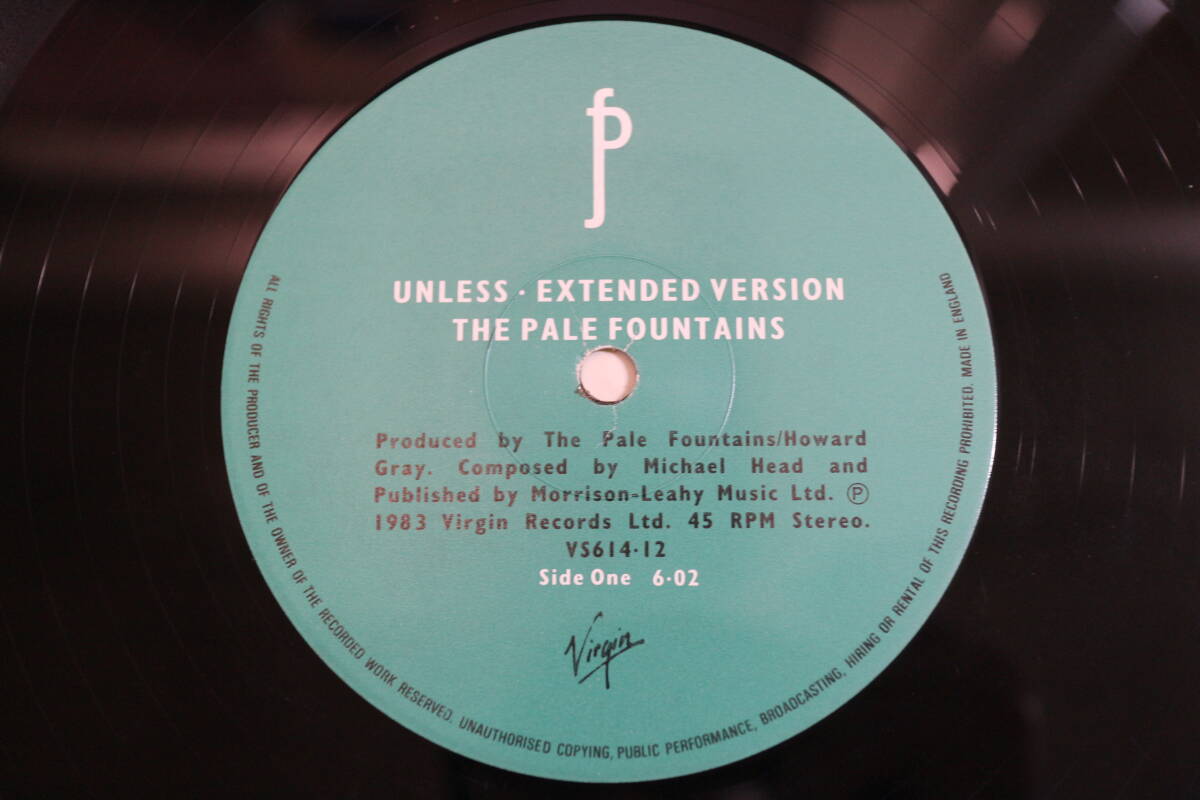 fp
UNLESS · EXTENDED VERSION
THE PALE FOUNTAINS
Produced by The Pale Fountains/Howard
Gray. Composed by Michael Head and
Published by Morrison-Leahy Music Ltd. Ⓟ
1983 Virgin Records Ltd. 45 RPM Stereo.
VS614·12
Side One 6·02
Virgin
ALL RIGHTS OF THE PRODUCER AND OF THE OWNER OF THE RECORDED WORK RESERVED. UNAUTHORISED COPYING, PUBLIC PERFORMANCE, BROADCASTING, HIRING OR RENTAL OF THIS RECORDING PROHIBITED. MADE IN ENGLAND